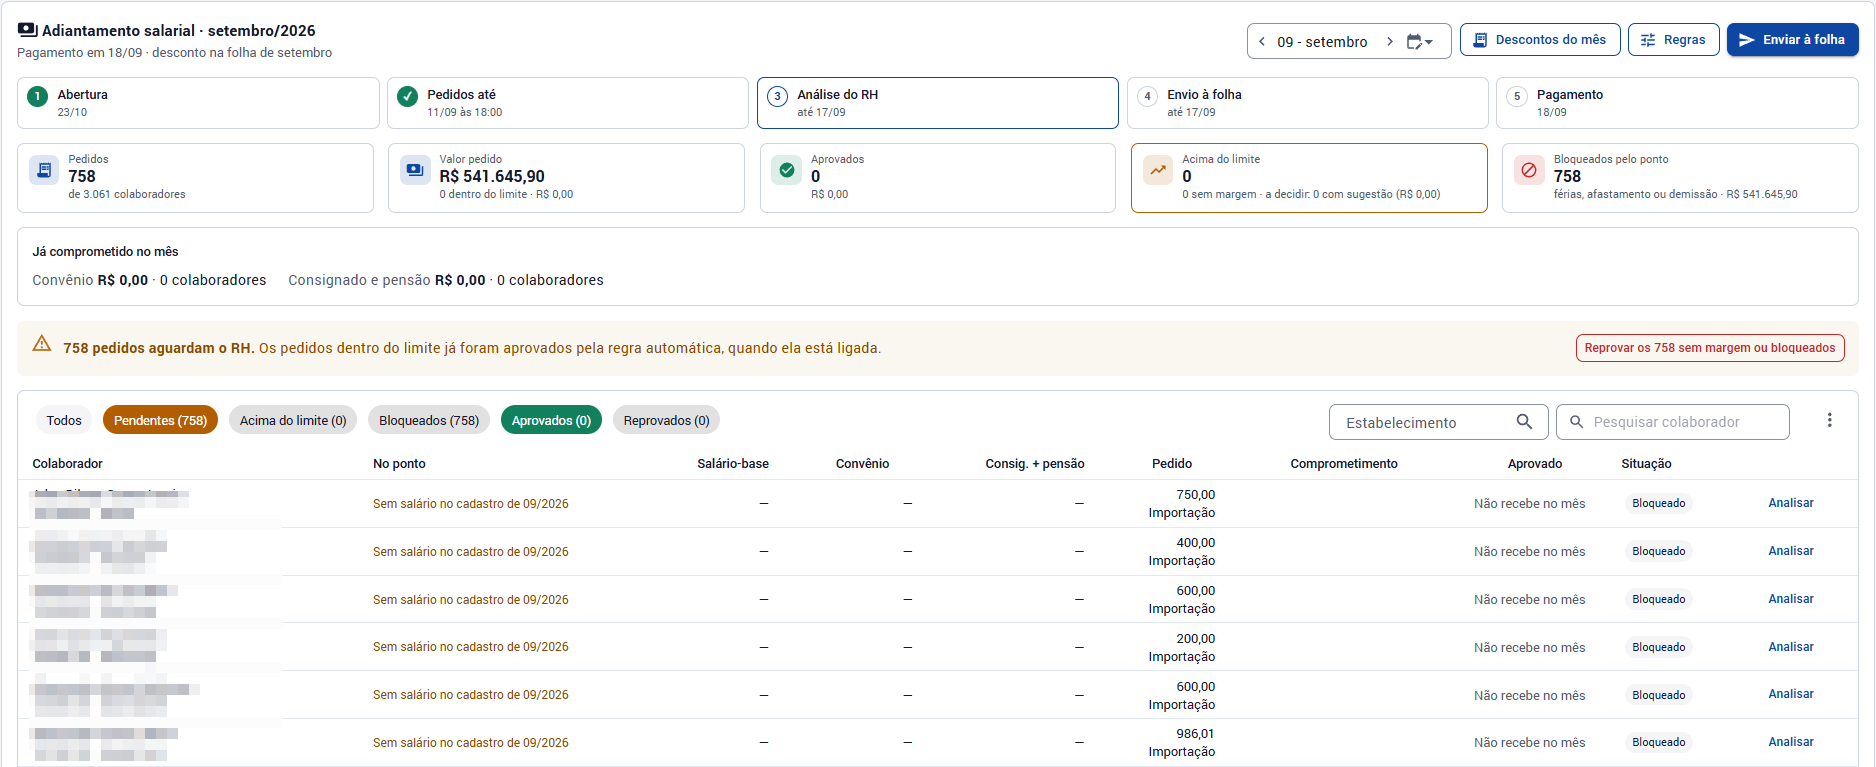 Adiantamento salarial · setembro/2026
Pagamento em 18/09 · desconto na folha de setembro
09 - setembro
Descontos do mês
Regras
Enviar à folha
1 Abertura
23/10
Pedidos até
11/09 às 18:00
3 Análise do RH
até 17/09
4 Envio à folha
até 17/09
5 Pagamento
18/09
Pedidos
758
de 3.061 colaboradores
Valor pedido
R$ 541.645,90
0 dentro do limite · R$ 0,00
Aprovados
0
R$ 0,00
Acima do limite
0
0 sem margem · a decidir: 0 com sugestão (R$ 0,00)
Bloqueados pelo ponto
758
férias, afastamento ou demissão · R$ 541.645,90
Já comprometido no mês
Convênio R$ 0,00 · 0 colaboradores Consignado e pensão R$ 0,00 · 0 colaboradores
758 pedidos aguardam o RH. Os pedidos dentro do limite já foram aprovados pela regra automática, quando ela está ligada.
Reprovar os 758 sem margem ou bloqueados
Todos Pendentes (758) Acima do limite (0) Bloqueados (758) Aprovados (0) Reprovados (0)
Estabelecimento
Pesquisar colaborador
Colaborador No ponto Salário-base Convênio Consig. + pensão Pedido Comprometimento Aprovado Situação
Sem salário no cadastro de 09/2026 — — — 750,00 Não recebe no mês Bloqueado Analisar
Importação
Sem salário no cadastro de 09/2026 — — — 400,00 Não recebe no mês Bloqueado Analisar
Importação
Sem salário no cadastro de 09/2026 — — — 600,00 Não recebe no mês Bloqueado Analisar
Importação
Sem salário no cadastro de 09/2026 — — — 200,00 Não recebe no mês Bloqueado Analisar
Importação
Sem salário no cadastro de 09/2026 — — — 600,00 Não recebe no mês Bloqueado Analisar
Importação
Sem salário no cadastro de 09/2026 — — — 986,01 Não recebe no mês Bloqueado Analisar
Importação